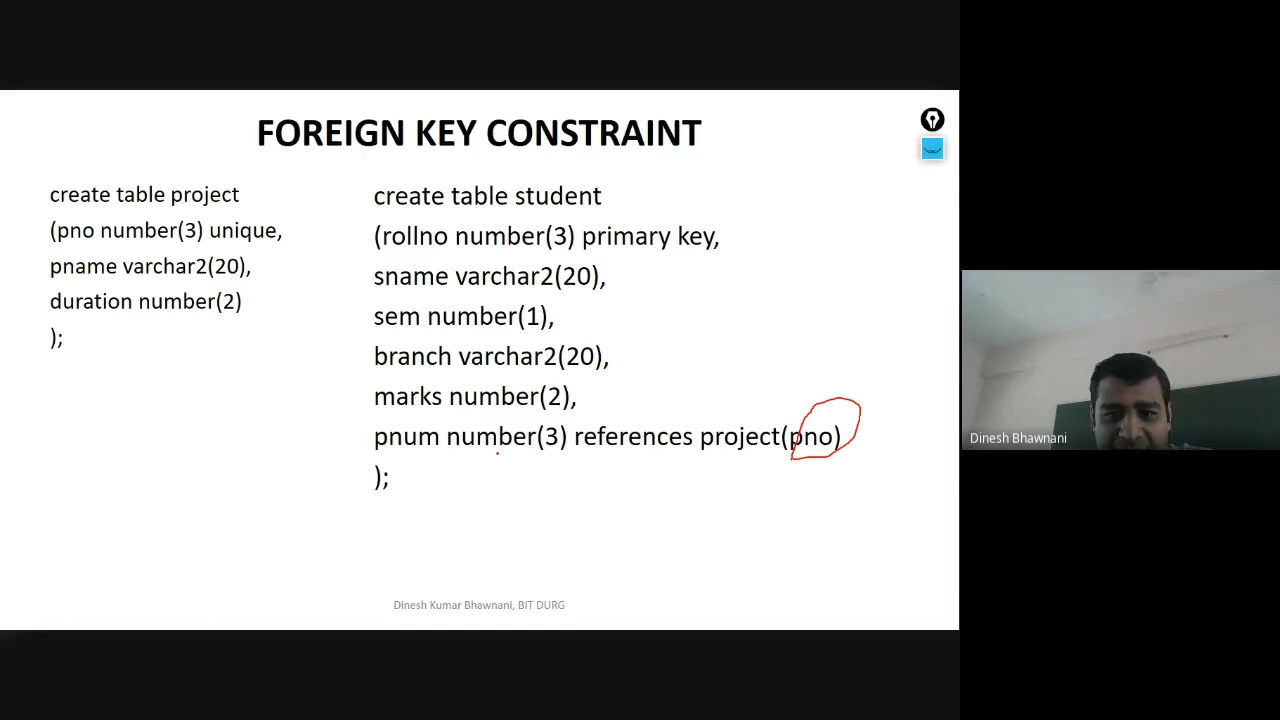 FOREIGN KEY CONSTRAINT
create table project
(pno number(3) unique,
pname varchar2(20),
duration number(2)
);
create table student
(rollno number(3) primary key,
sname varchar2(20),
sem number(1),
branch varchar2(20),
marks number(2),
pnum number(3) references project(pno)
);
Dinesh Kumar Bhawnani, BIT DURG
Dinesh Bhawnani